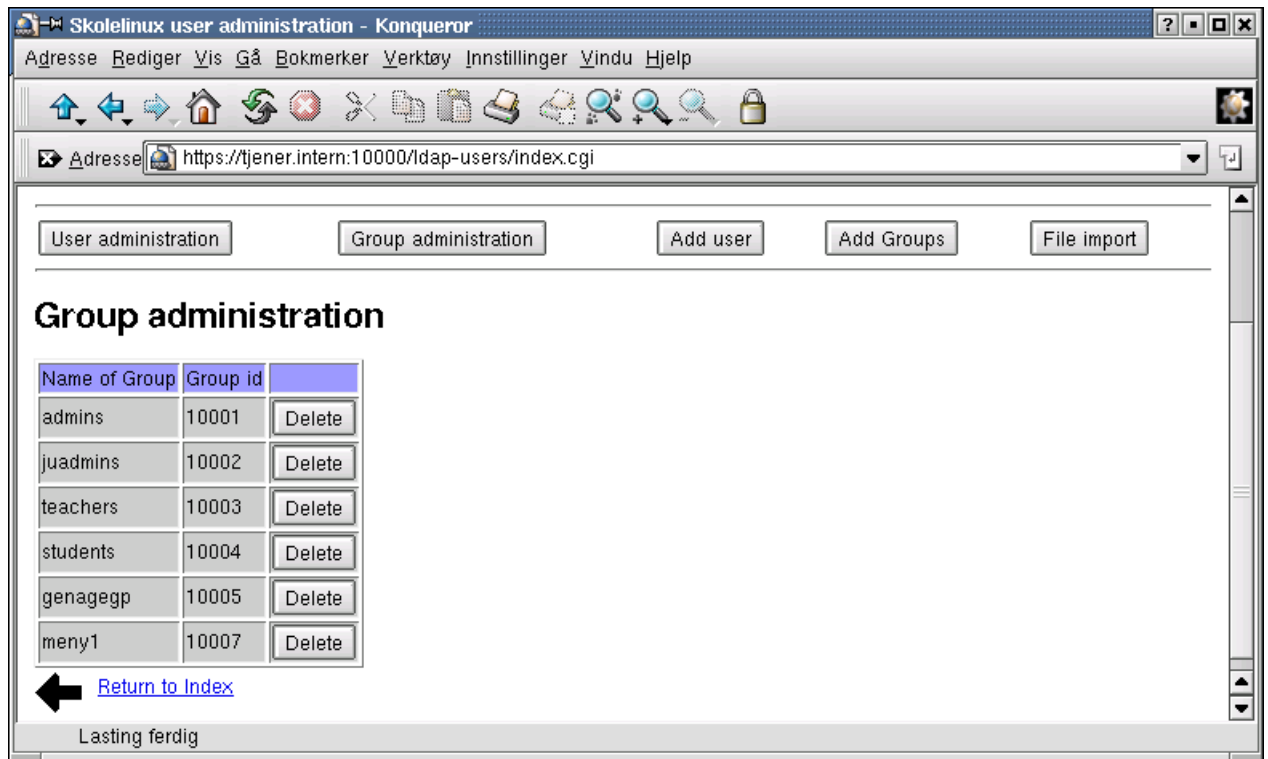 Skolelinux user administration - Konqueror
Adresse Rediger Vis Gå Bokmerker Verktøy Innstillinger Vindu Hjelp
Adresse https://tjener.intern:10000/ldap-users/index.cgi
User administration Group administration Add user Add Groups File import
Group administration
Name of Group Group id
admins 10001 Delete
juadmins 10002 Delete
teachers 10003 Delete
students 10004 Delete
genagegp 10005 Delete
meny1 10007 Delete
Return to Index
Lasting ferdig